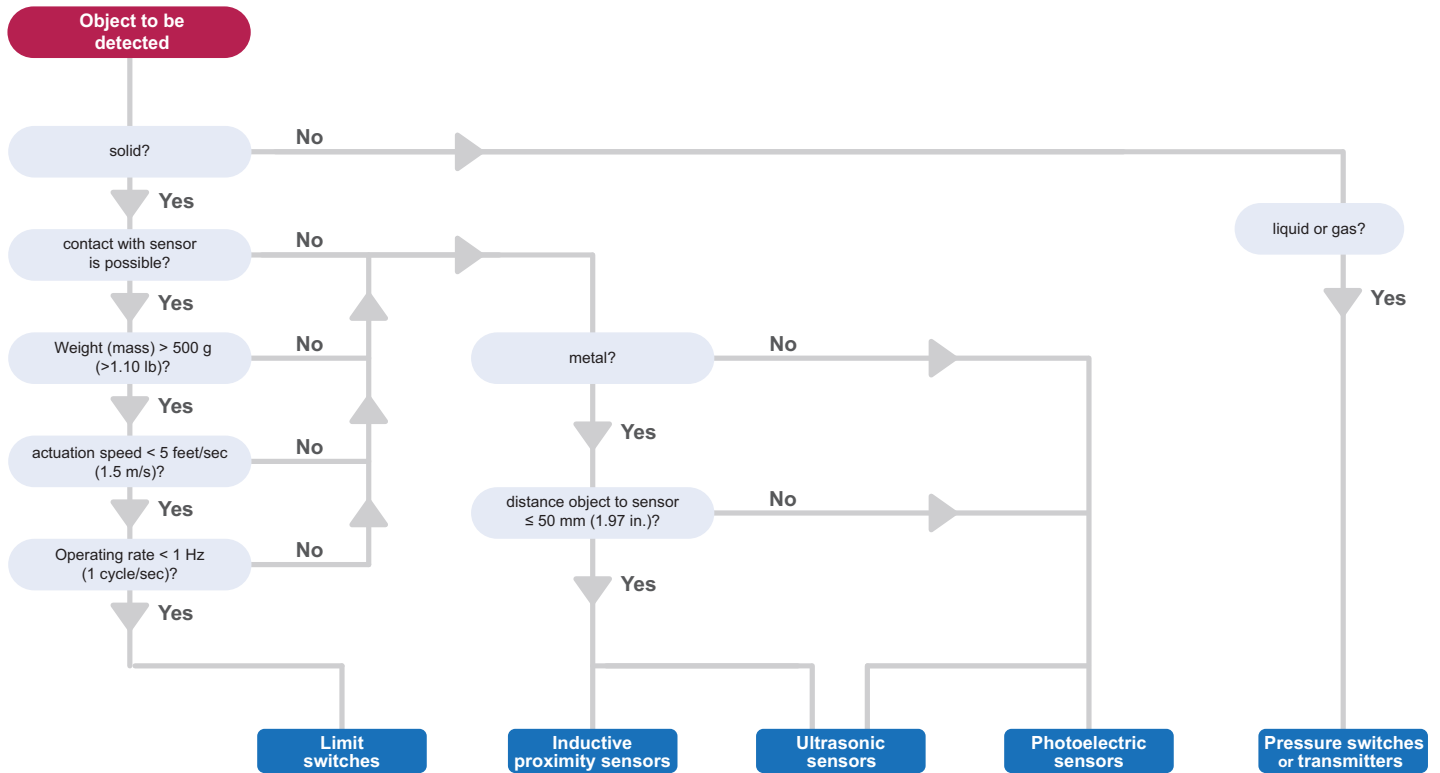 Object to be
detected
solid?
No
Yes
contact with sensor
is possible?
No
liquid or gas?
Yes
Yes
Weight (mass) > 500 g
(>1.10 lb)?
No
metal?
No
Yes
Yes
actuation speed < 5 feet/sec
(1.5 m/s)?
No
Yes
distance object to sensor
≤ 50 mm (1.97 in.)?
No
Operating rate < 1 Hz
(1 cycle/sec)?
No
Yes
Yes
Limit
switches
Inductive
proximity sensors
Ultrasonic
sensors
Photoelectric
sensors
Pressure switches
or transmitters